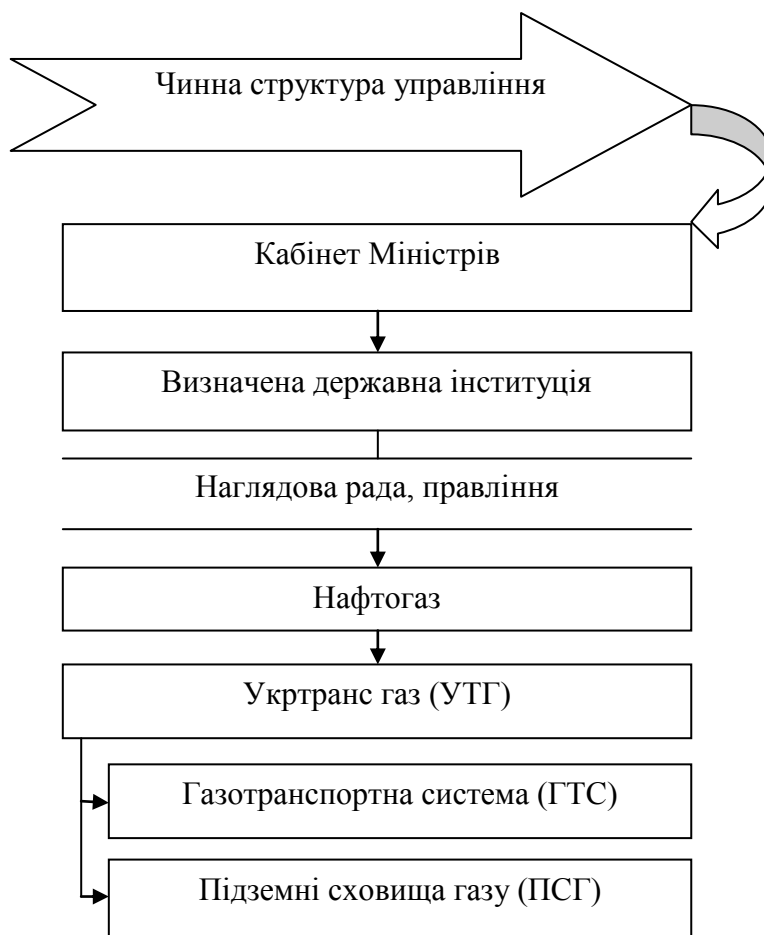 Чинна структура управління
Кабінет Міністрів
Визначена державна інституція
Наглядова рада, правління
Нафтогаз
Укртранс газ (УТГ)
Газотранспортна система (ГТС)
Підземні сховища газу (ПСГ)